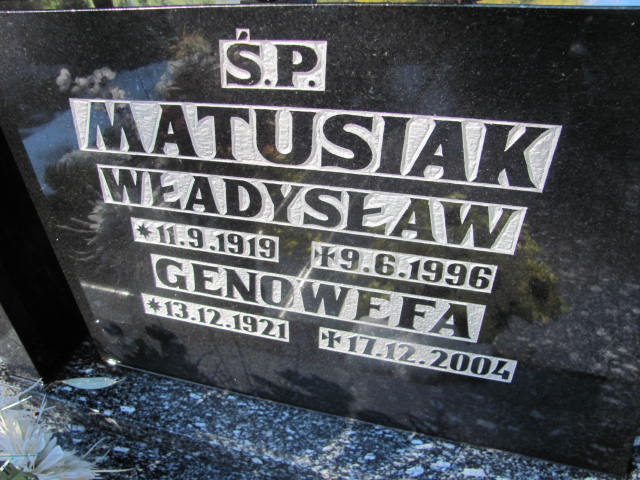 Ś.P.
MATUSIAK
WŁADYSŁAW
*11.9.1919 ✠9.6.1996
GENOWEFA
*13.12.1921 ✠17.12.2004